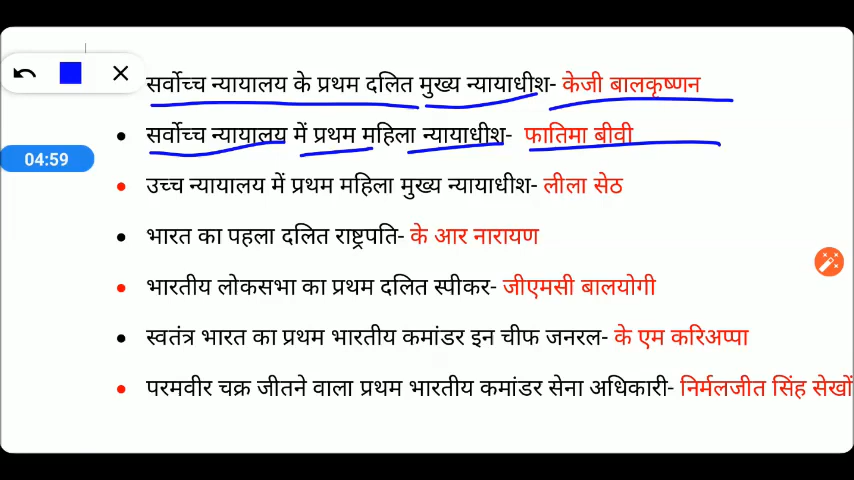 सर्वोच्च न्यायालय के प्रथम दलित मुख्य न्यायाधीश- केजी बालकृष्णन
• सर्वोच्च न्यायालय में प्रथम महिला न्यायाधीश- फातिमा बीवी
04:59
• उच्च न्यायालय में प्रथम महिला मुख्य न्यायाधीश- लीला सेठ
• भारत का पहला दलित राष्ट्रपति- के आर नारायण
• भारतीय लोकसभा का प्रथम दलित स्पीकर- जीएमसी बालयोगी
• स्वतंत्र भारत का प्रथम भारतीय कमांडर इन चीफ जनरल- के एम करिअप्पा
• परमवीर चक्र जीतने वाला प्रथम भारतीय कमांडर सेना अधिकारी- निर्मलजीत सिंह सेखों